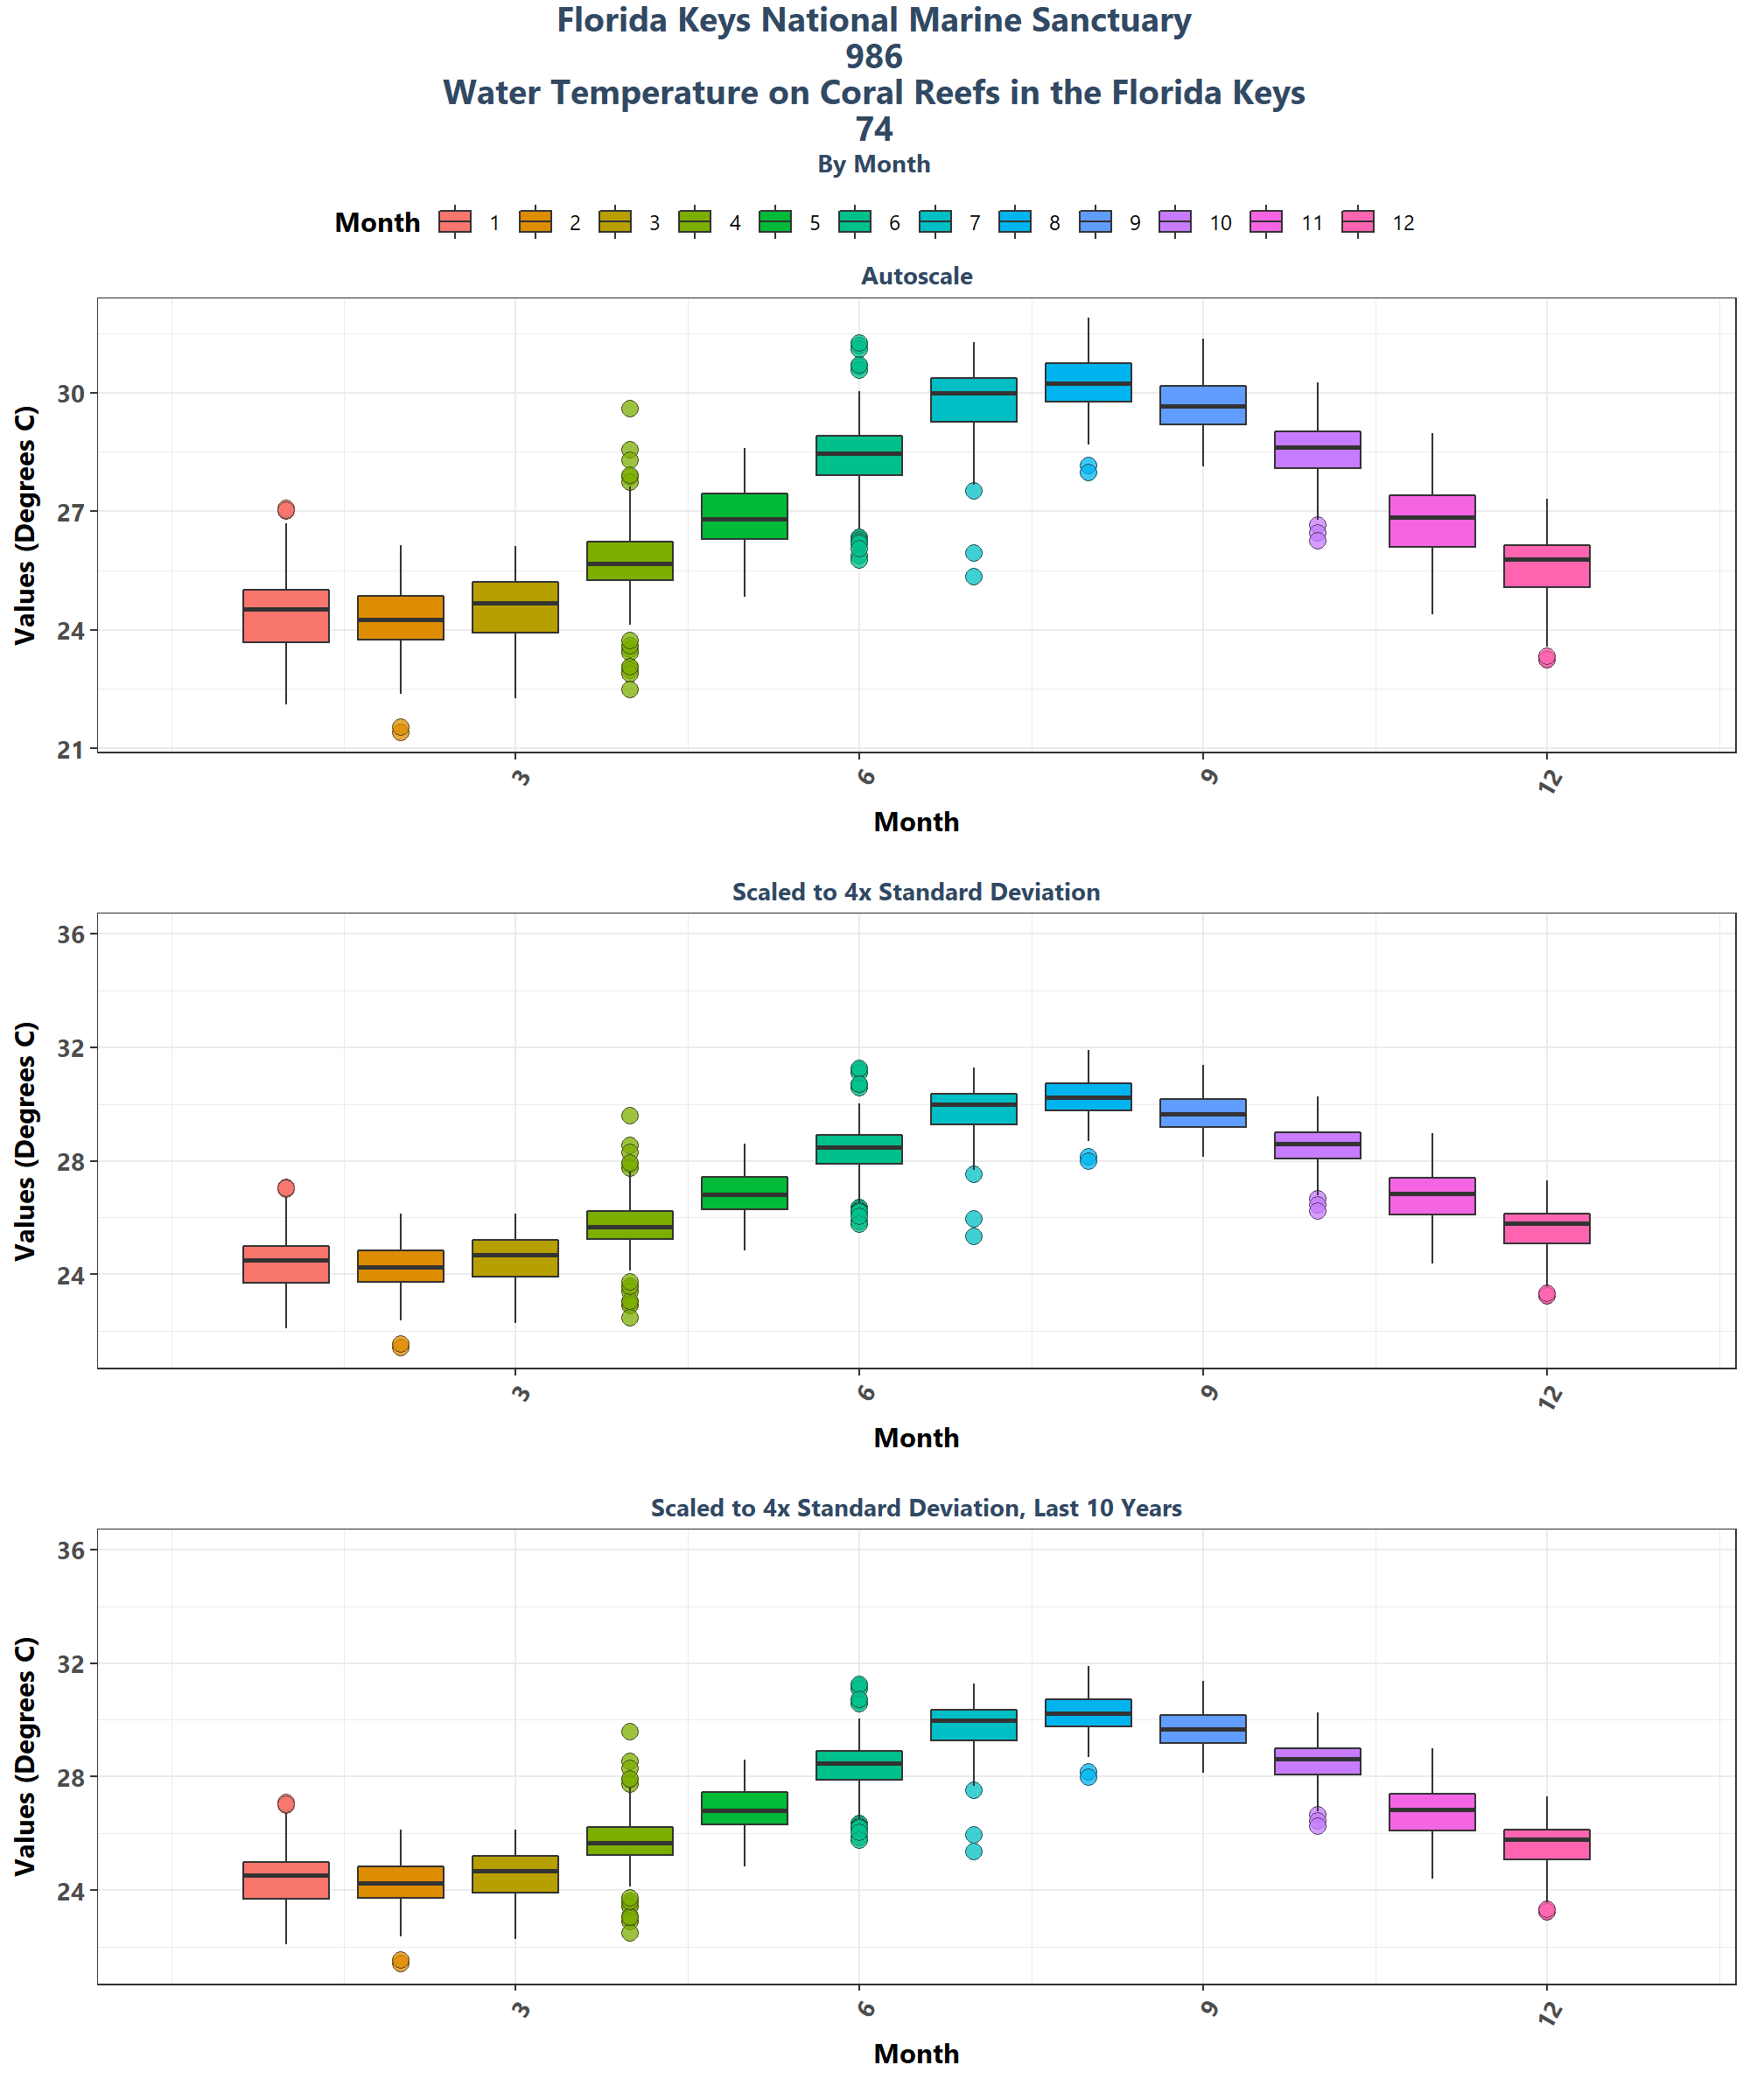 Florida Keys National Marine Sanctuary
986
Water Temperature on Coral Reefs in the Florida Keys
74
By Month
Month 1 2 3 4 5 6 7 8 9 10 11 12
Autoscale
Values (Degrees C)
30
27
24
21
3 6 9 12
Month
Scaled to 4x Standard Deviation
Values (Degrees C)
36
32
28
24
3 6 9 12
Month
Scaled to 4x Standard Deviation, Last 10 Years
Values (Degrees C)
36
32
28
24
3 6 9 12
Month